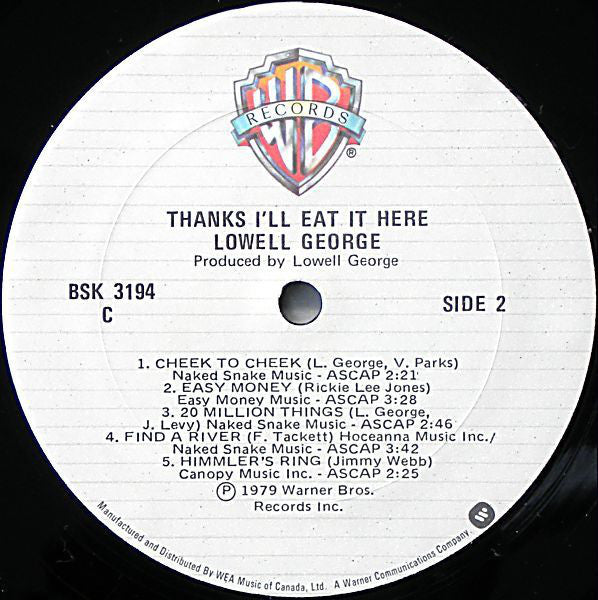 WB
RECORDS
®
THANKS I'LL EAT IT HERE
LOWELL GEORGE
Produced by Lowell George
BSK 3194
C
SIDE 2
1. CHEEK TO CHEEK (L. George, V. Parks)
Naked Snake Music - ASCAP 2:21
2. EASY MONEY (Rickie Lee Jones)
Easy Money Music - ASCAP 3:28
3. 20 MILLION THINGS (L. George,
J. Levy) Naked Snake Music - ASCAP 2:46
4. FIND A RIVER (F. Tackett) Hoceanna Music Inc./
Naked Snake Music - ASCAP 3:42
5. HIMMLER'S RING (Jimmy Webb)
Canopy Music Inc. - ASCAP 2:25
℗ 1979 Warner Bros.
Records Inc.
Manufactured and Distributed By WEA Music of Canada, Ltd. A Warner Communications Company